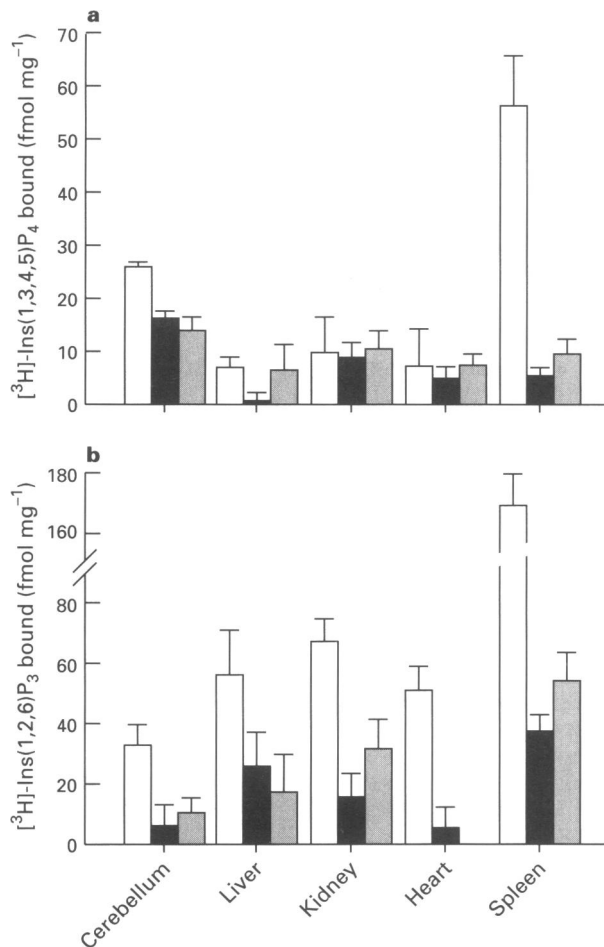 a
[³H]-Ins(1,3,4,5)P₄ bound (fmol mg⁻¹)
70
60
50
40
30
20
10
0
b
[³H]-Ins(1,2,6)P₃ bound (fmol mg⁻¹)
180
160
80
60
40
20
0
Cerebellum
Liver
Kidney
Heart
Spleen